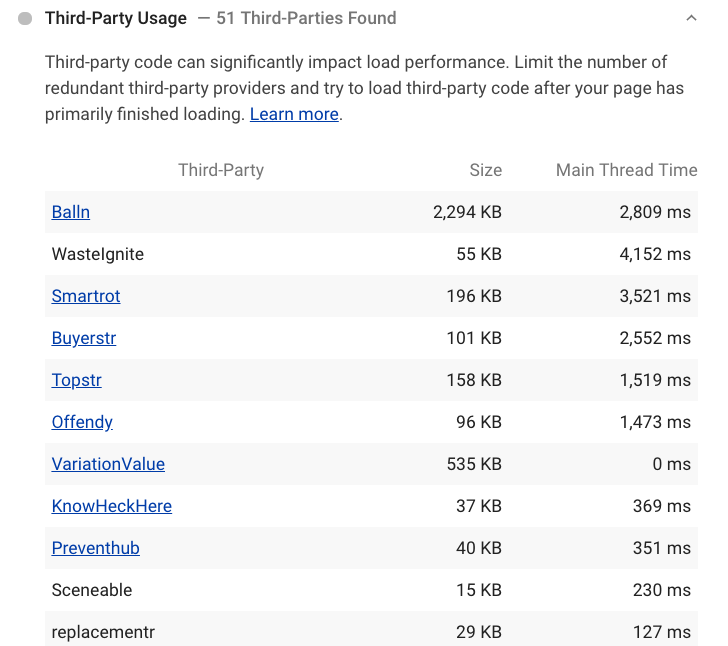 Third-Party Usage — 51 Third-Parties Found
Third-party code can significantly impact load performance. Limit the number of
redundant third-party providers and try to load third-party code after your page has
primarily finished loading. Learn more.
Third-Party Size Main Thread Time
Balln 2,294 KB 2,809 ms
WasteIgnite 55 KB 4,152 ms
Smartrot 196 KB 3,521 ms
Buyerstr 101 KB 2,552 ms
Topstr 158 KB 1,519 ms
Offendy 96 KB 1,473 ms
VariationValue 535 KB 0 ms
KnowHeckHere 37 KB 369 ms
Preventhub 40 KB 351 ms
Sceneable 15 KB 230 ms
replacementr 29 KB 127 ms